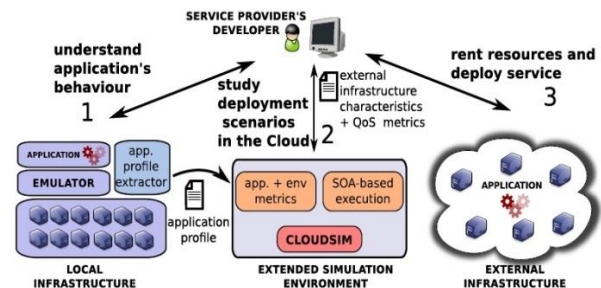 SERVICE PROVIDER'S
DEVELOPER
understand
application's
behaviour
1
study
deployment
scenarios
in the Cloud
2
external
infrastructure
characteristics
+ QoS metrics
rent resources and
deploy service
3
APPLICATION
EMULATOR
app.
profile
extractor
application
profile
app. + env
metrics
SOA-based
execution
CLOUDSIM
APPLICATION
LOCAL
INFRASTRUCTURE
EXTENDED SIMULATION
ENVIRONMENT
EXTERNAL
INFRASTRUCTURE